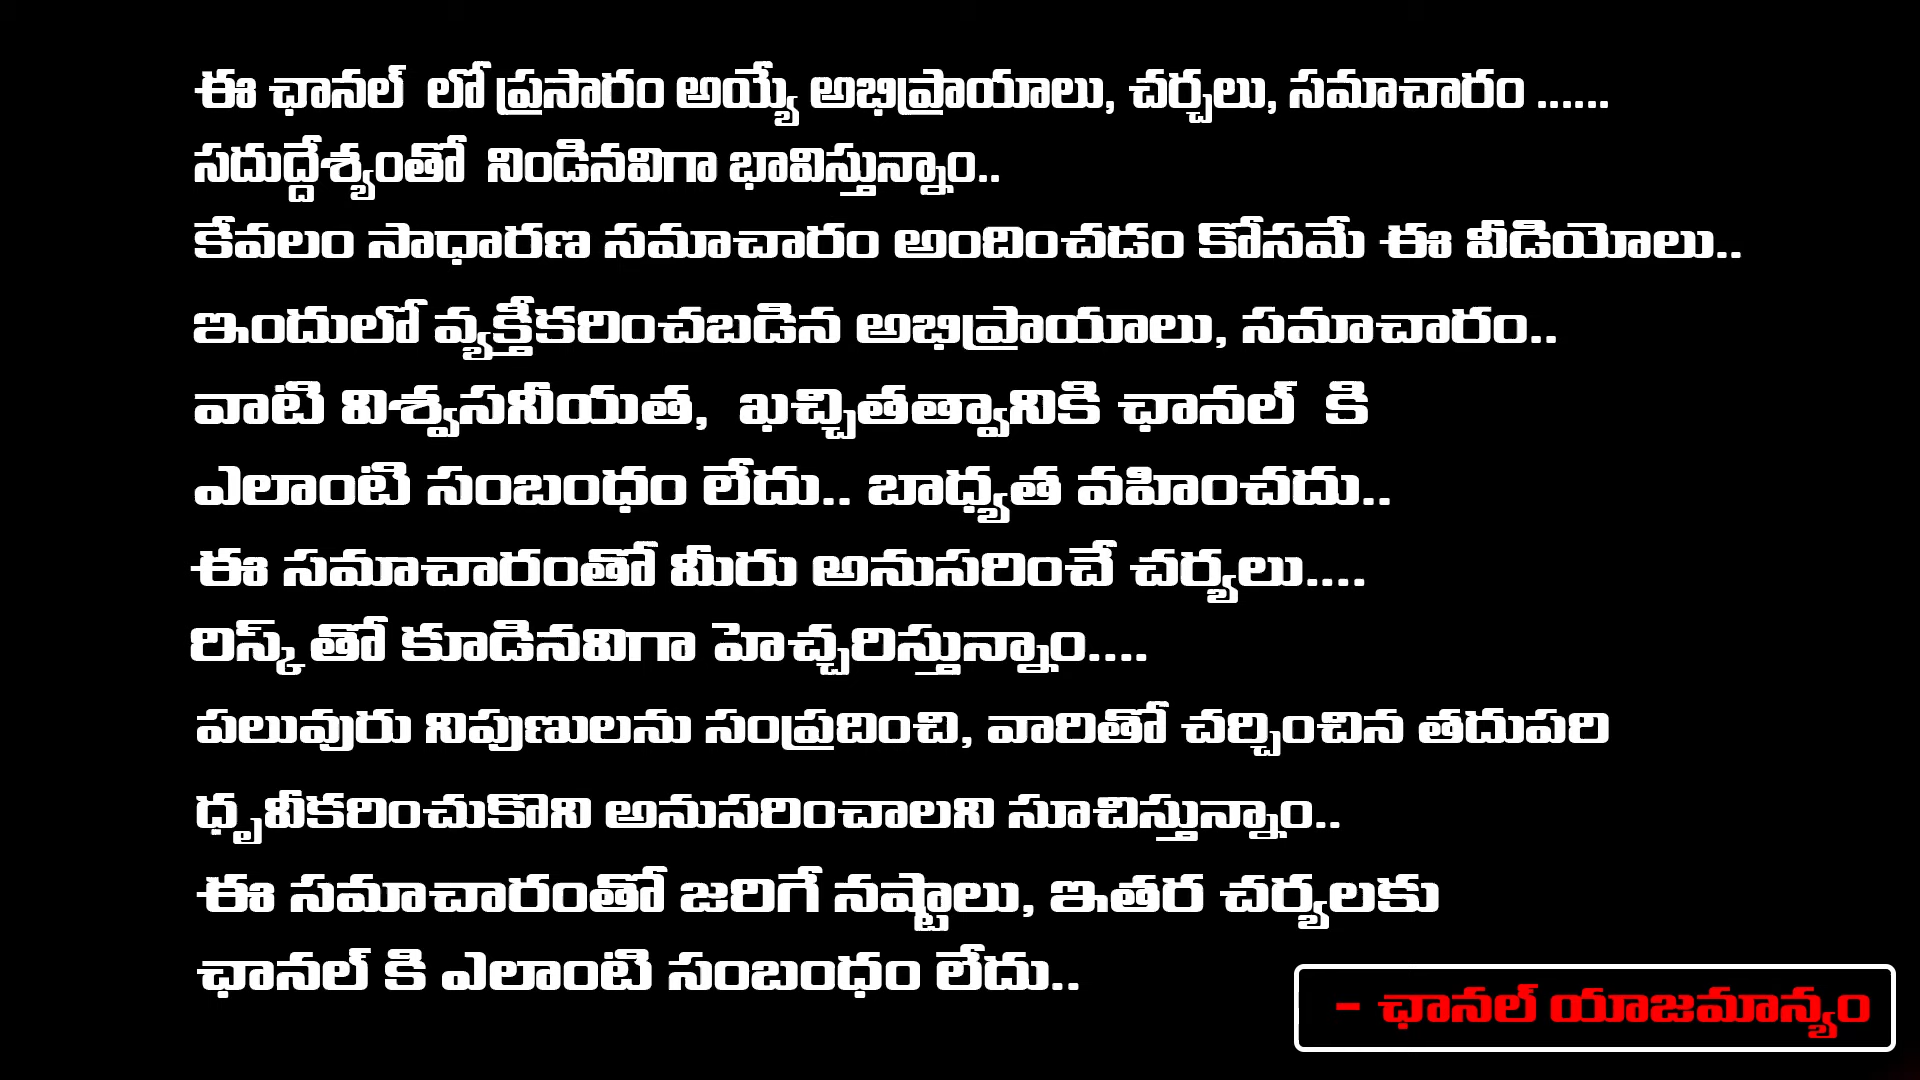 ఈ ఛానల్ లో ప్రసారం అయ్యే అభిప్రాయాలు, చర్చలు, సమాచారం ......
సదుద్దేశ్యంతో నిండినవిగా భావిస్తున్నాం..
కేవలం సాధారణ సమాచారం అందించడం కోసమే ఈ వీడియోలు..
ఇందులో వ్యక్తీకరించబడిన అభిప్రాయాలు, సమాచారం..
వాటి విశ్వసనీయత, ఖచ్చితత్వానికి ఛానల్ కి
ఎలాంటి సంబంధం లేదు.. బాధ్యత వహించదు..
ఈ సమాచారంతో మీరు అనుసరించే చర్యలు....
రిస్క్ తో కూడినవిగా హెచ్చరిస్తున్నాం....
పలువురు నిపుణులను సంప్రదించి, వారితో చర్చించిన తదుపరి
ధృవీకరించుకొని అనుసరించాలని సూచిస్తున్నాం..
ఈ సమాచారంతో జరిగే నష్టాలు, ఇతర చర్యలకు
ఛానల్ కి ఎలాంటి సంబంధం లేదు..
- ఛానల్ యాజమాన్యం